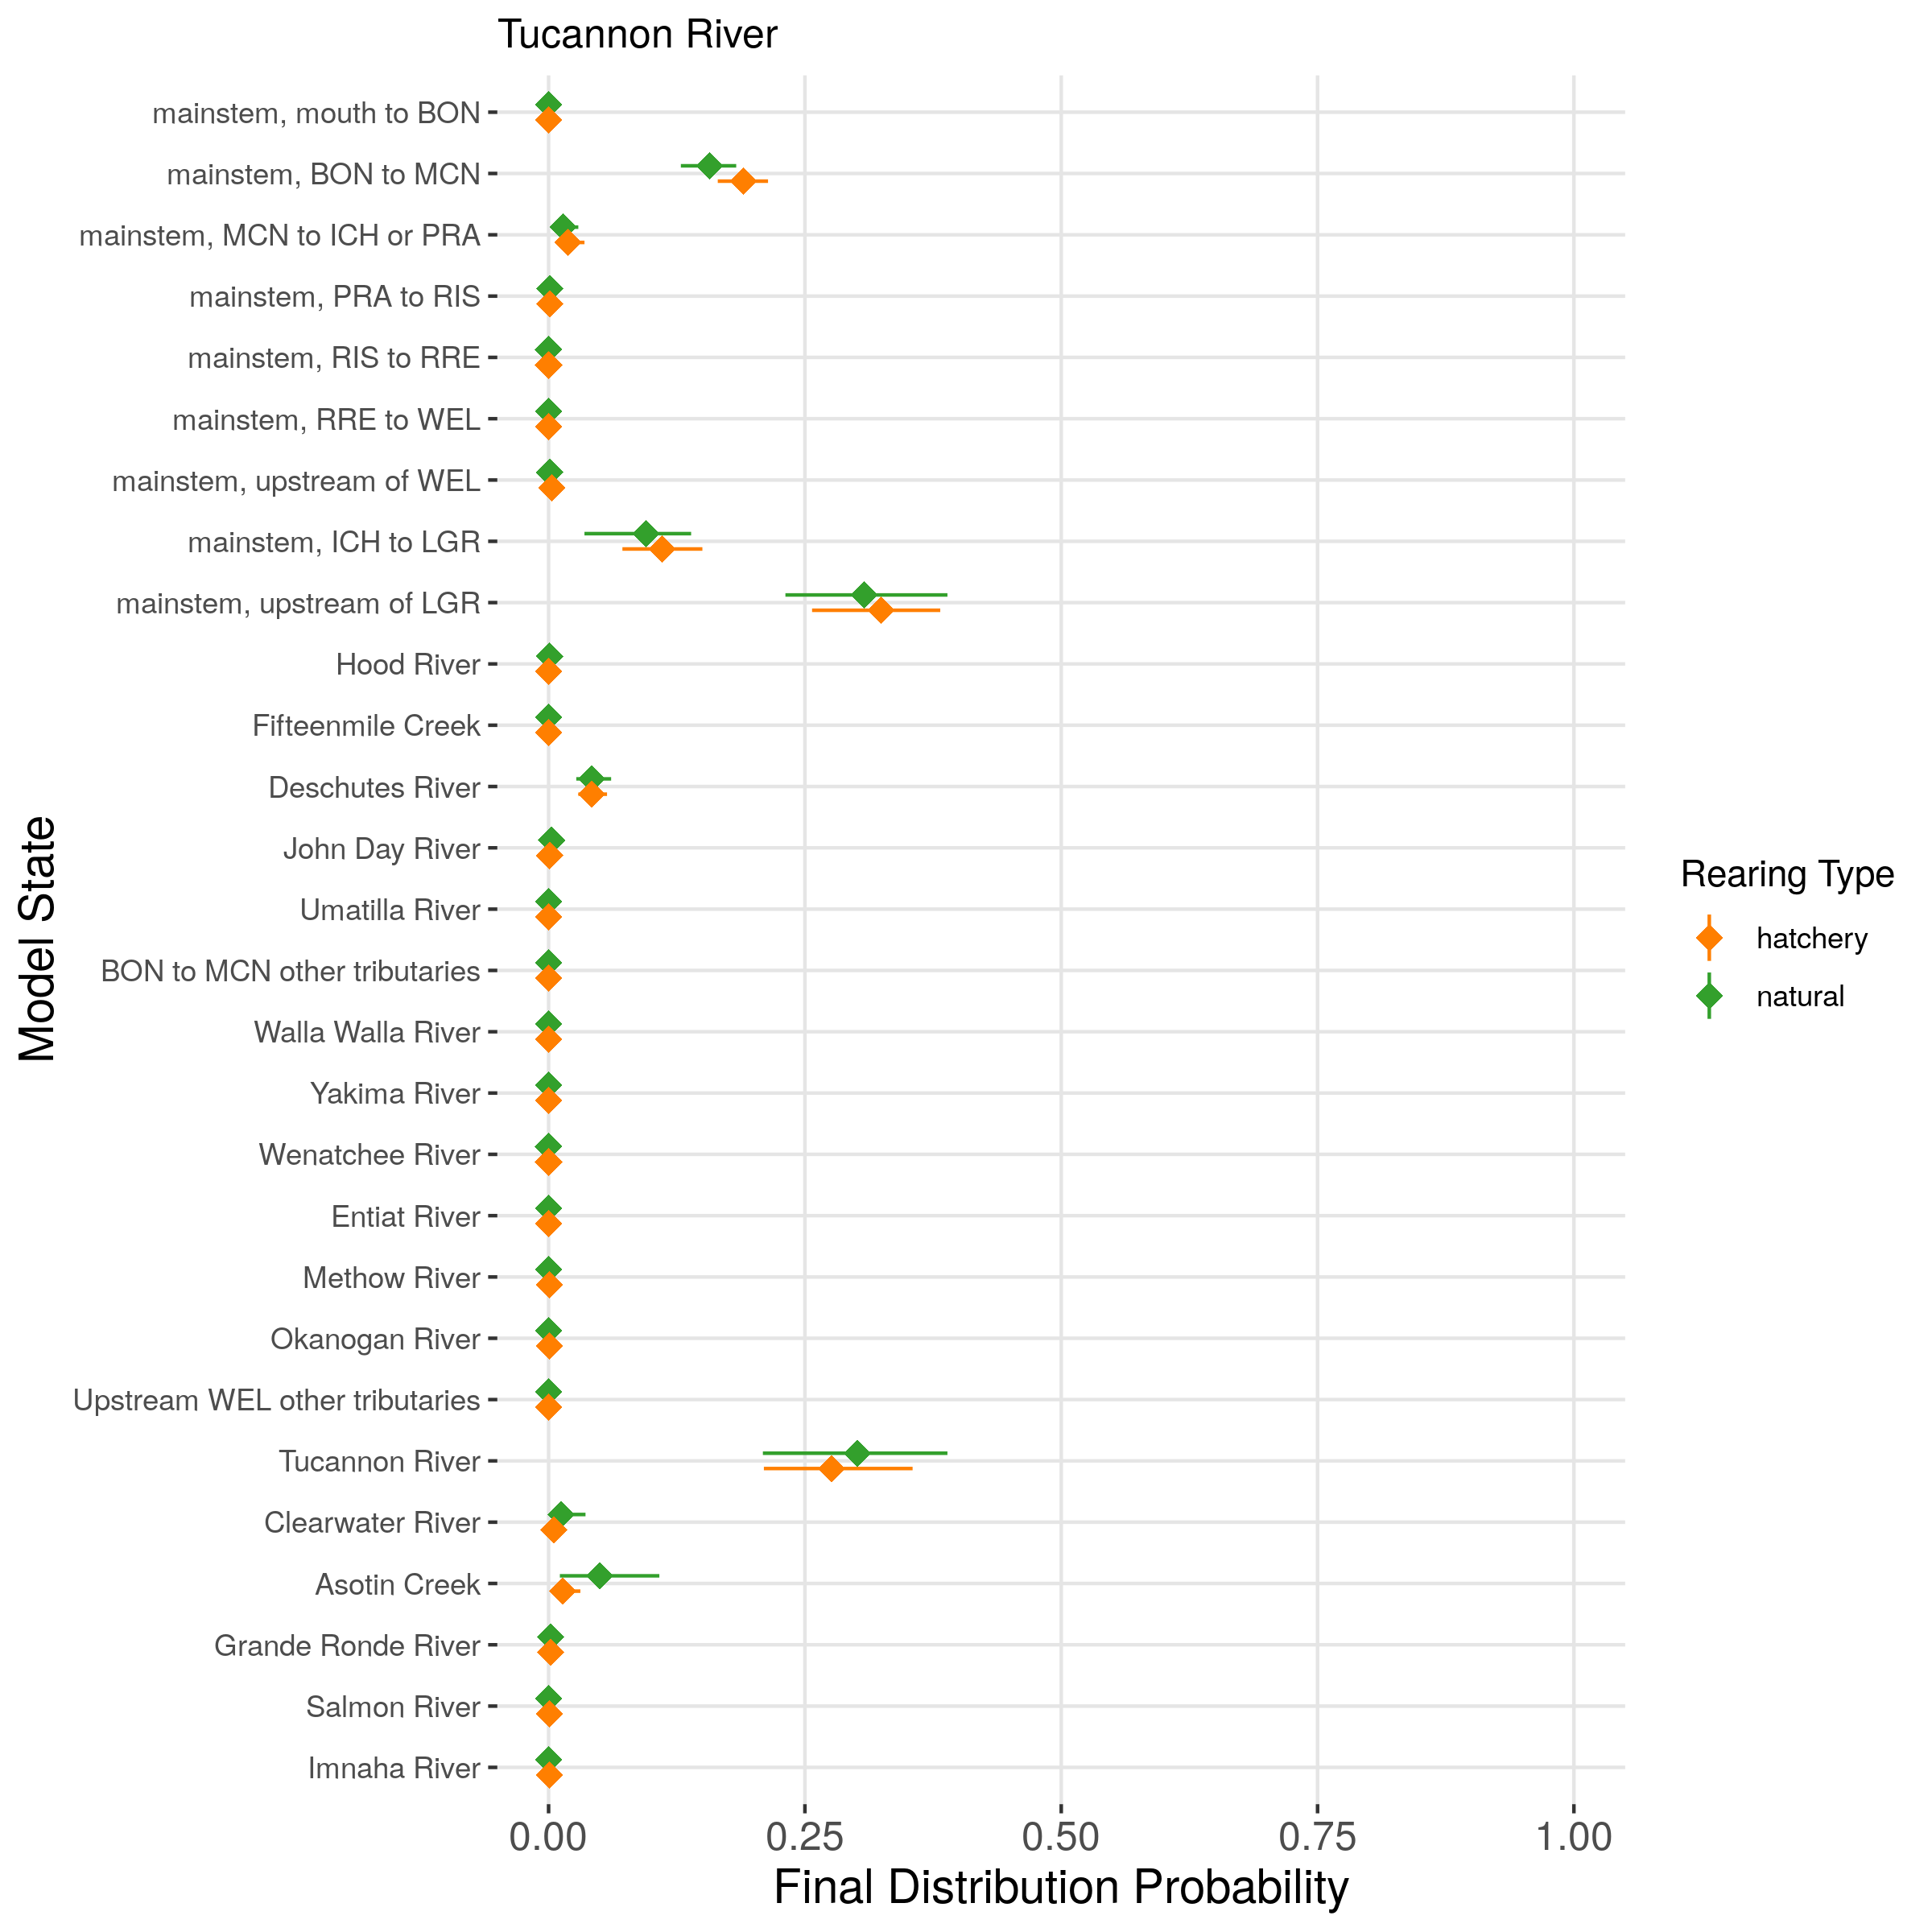 Tucannon River
mainstem, mouth to BON
mainstem, BON to MCN
mainstem, MCN to ICH or PRA
mainstem, PRA to RIS
mainstem, RIS to RRE
mainstem, RRE to WEL
mainstem, upstream of WEL
mainstem, ICH to LGR
mainstem, upstream of LGR
Hood River
Fifteenmile Creek
Deschutes River
John Day River
Umatilla River
BON to MCN other tributaries
Walla Walla River
Yakima River
Wenatchee River
Entiat River
Methow River
Okanogan River
Upstream WEL other tributaries
Tucannon River
Clearwater River
Asotin Creek
Grande Ronde River
Salmon River
Imnaha River
Model State
0.00 0.25 0.50 0.75 1.00
Final Distribution Probability
Rearing Type
hatchery
natural